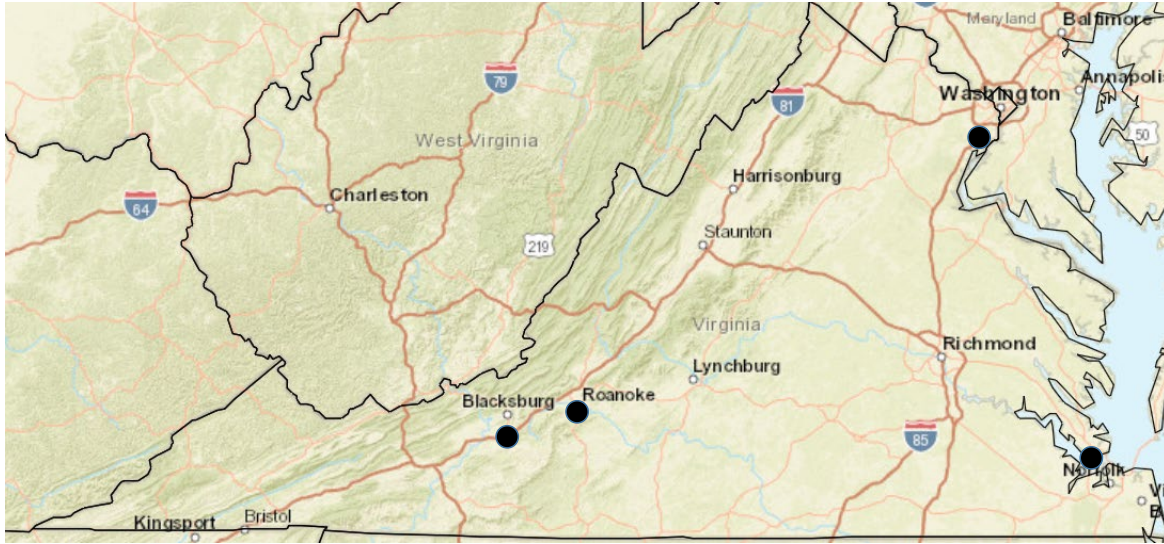 Maryland
Baltimore
79
Annapolis
Washington
81
50
West Virginia
Harrisonburg
64
Charleston
Staunton
219
Virginia
Richmond
Lynchburg
Roanoke
Blacksburg
85
Norfolk
V
B
Kingsport
Bristol